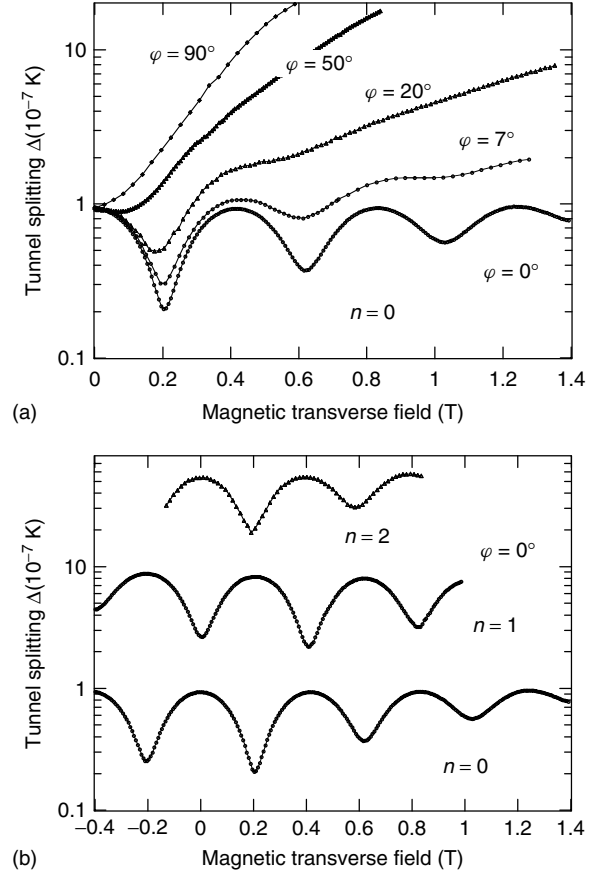 10
1
0.1
Tunnel splitting Δ(10⁻⁷ K)
φ = 90°
φ = 50°
φ = 20°
φ = 7°
φ = 0°
n = 0
0 0.2 0.4 0.6 0.8 1 1.2 1.4
(a) Magnetic transverse field (T)
10
1
0.1
Tunnel splitting Δ(10⁻⁷ K)
n = 2
φ = 0°
n = 1
n = 0
−0.4 −0.2 0 0.2 0.4 0.6 0.8 1 1.2 1.4
(b) Magnetic transverse field (T)